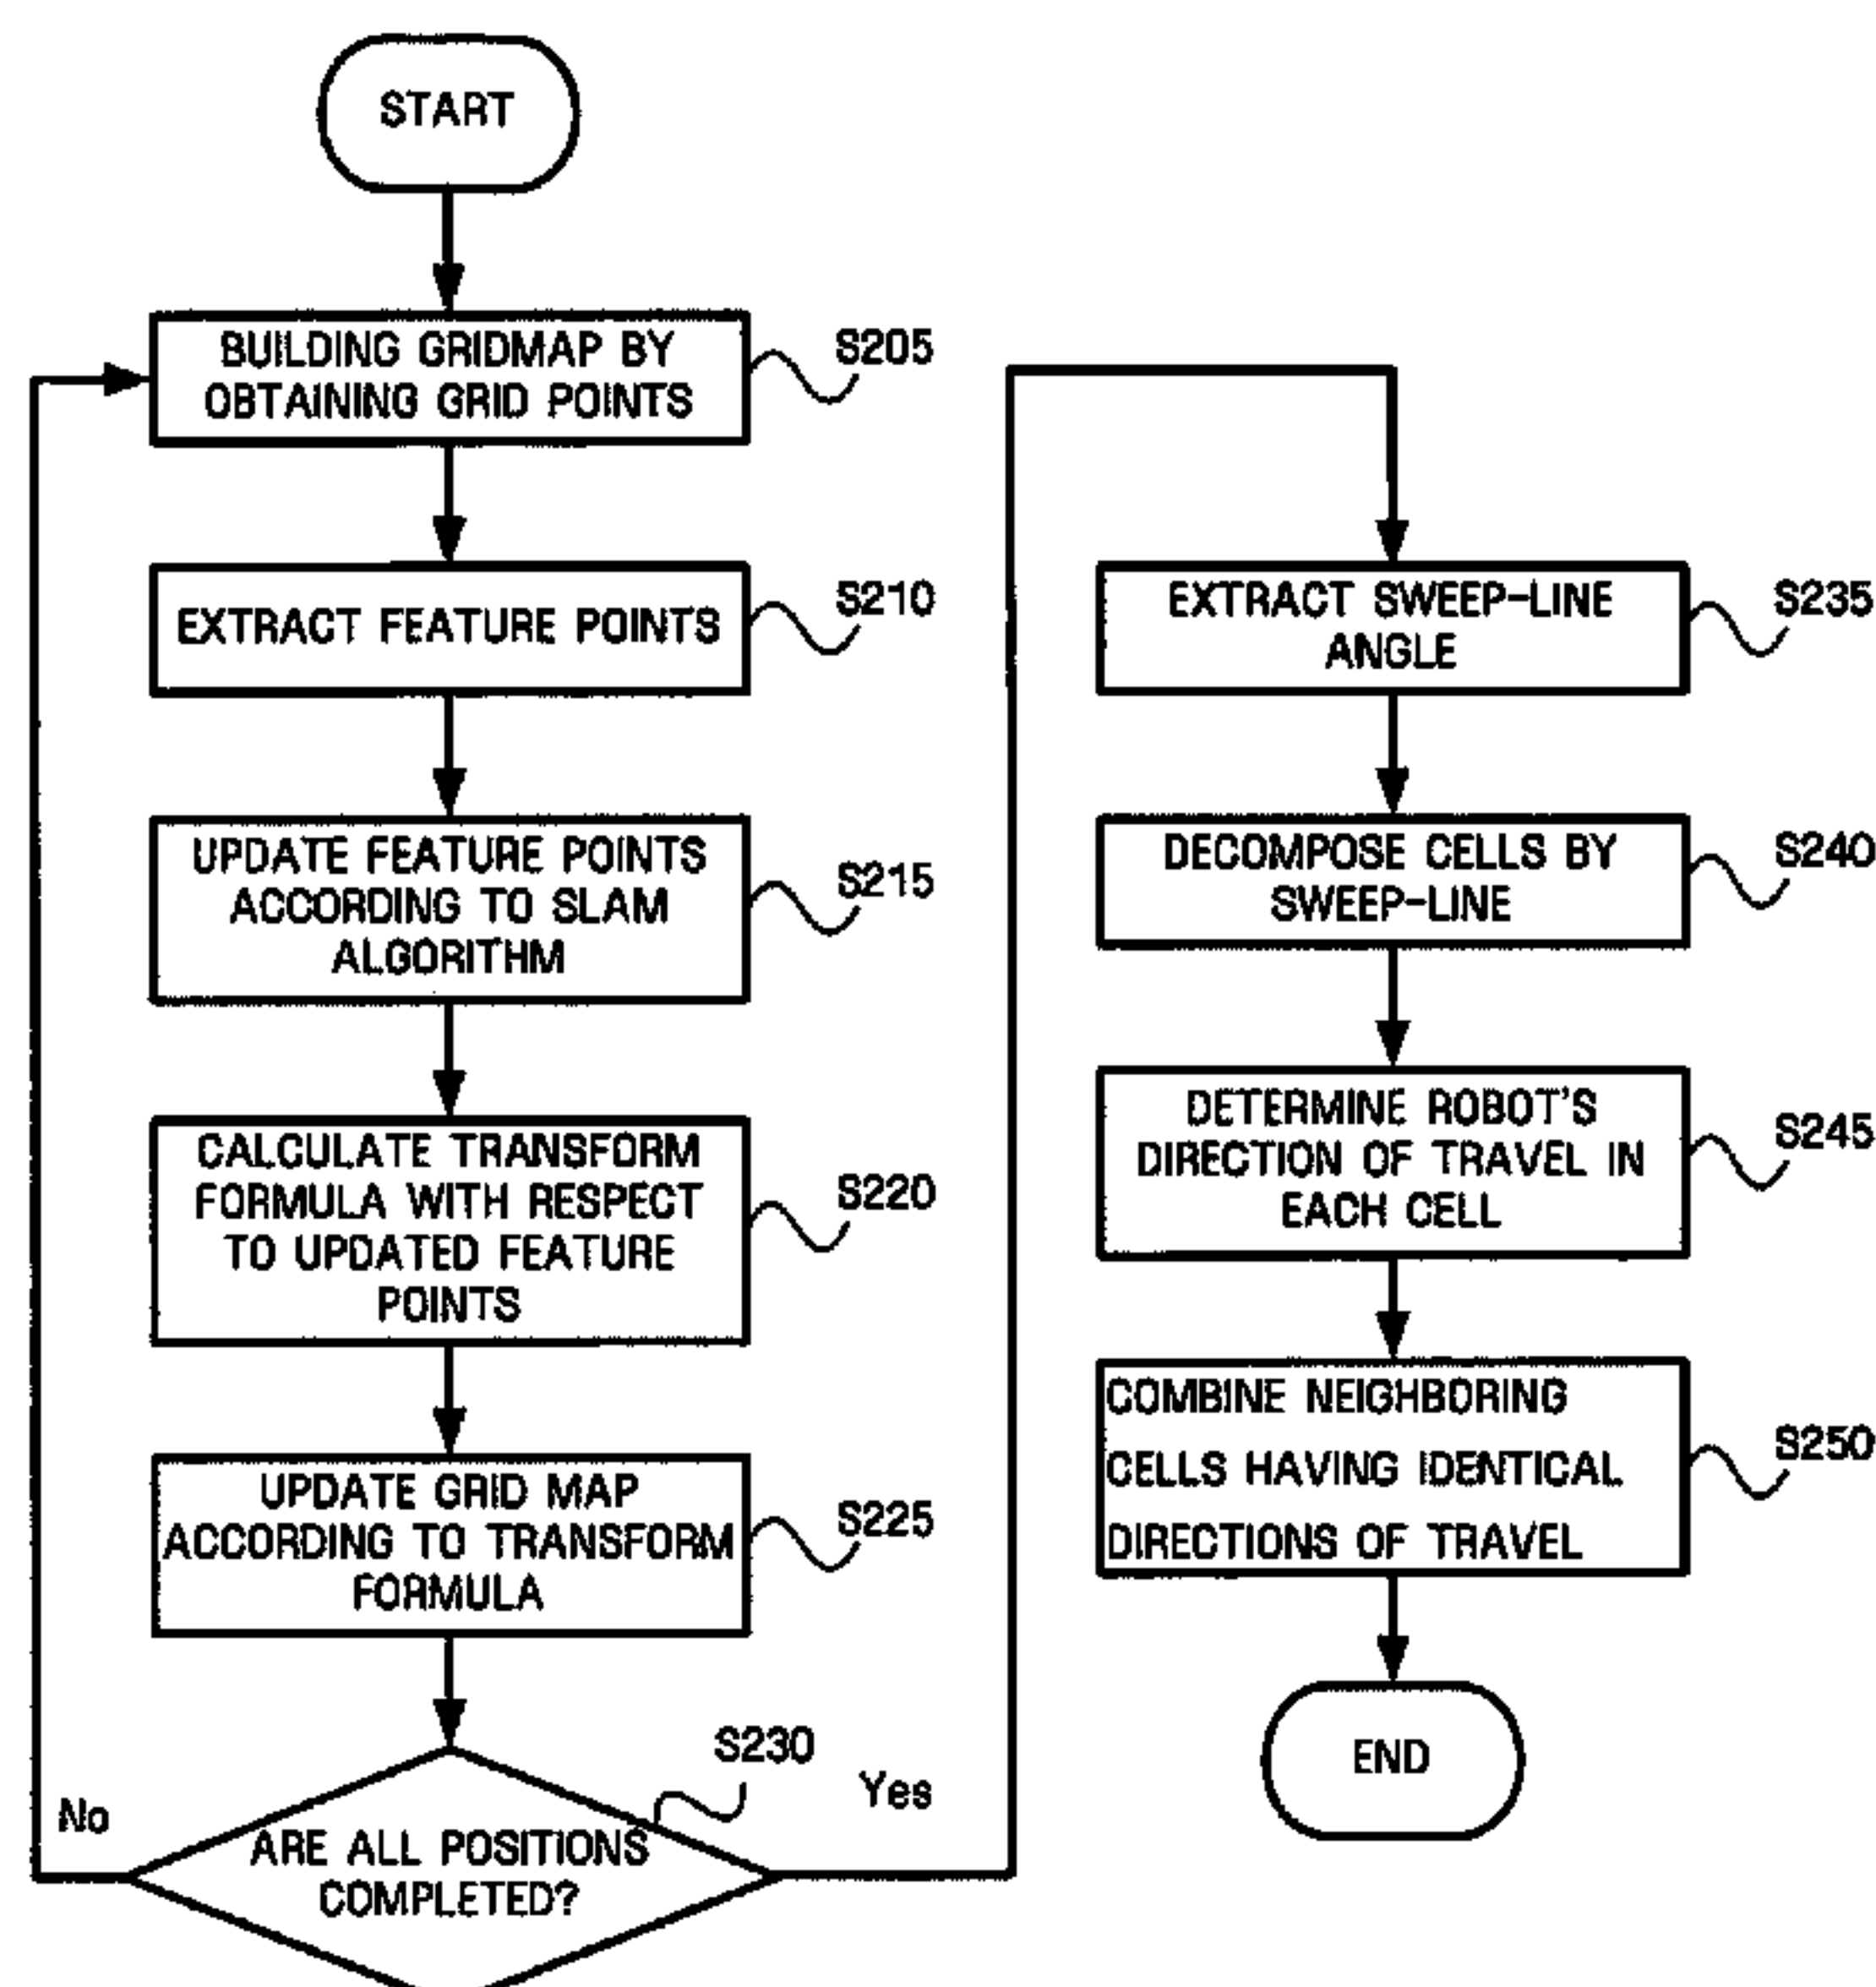 START
BUILDING GRIDMAP BY
OBTAINING GRID POINTS
S205
EXTRACT FEATURE POINTS
S210
UPDATE FEATURE POINTS
ACCORDING TO SLAM
ALGORITHM
S215
CALCULATE TRANSFORM
FORMULA WITH RESPECT
TO UPDATED FEATURE
POINTS
S220
UPDATE GRID MAP
ACCORDING TO TRANSFORM
FORMULA
S225
S230
No
Yes
ARE ALL POSITIONS
COMPLETED?
EXTRACT SWEEP-LINE
ANGLE
S235
DECOMPOSE CELLS BY
SWEEP-LINE
S240
DETERMINE ROBOT'S
DIRECTION OF TRAVEL IN
EACH CELL
S245
COMBINE NEIGHBORING
CELLS HAVING IDENTICAL
DIRECTIONS OF TRAVEL
S250
END